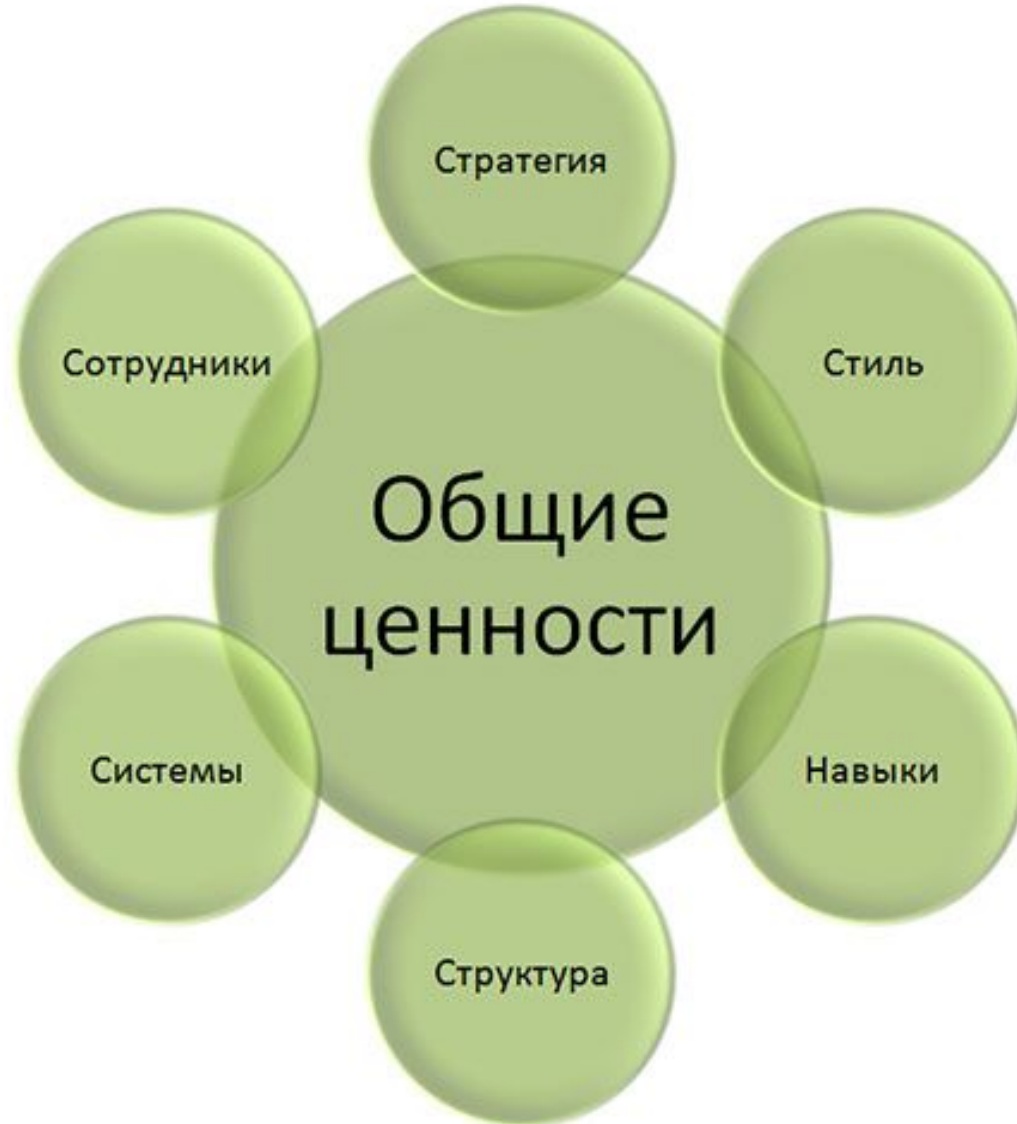 Стратегия
Сотрудники
Стиль
Общие
ценности
Системы
Навыки
Структура